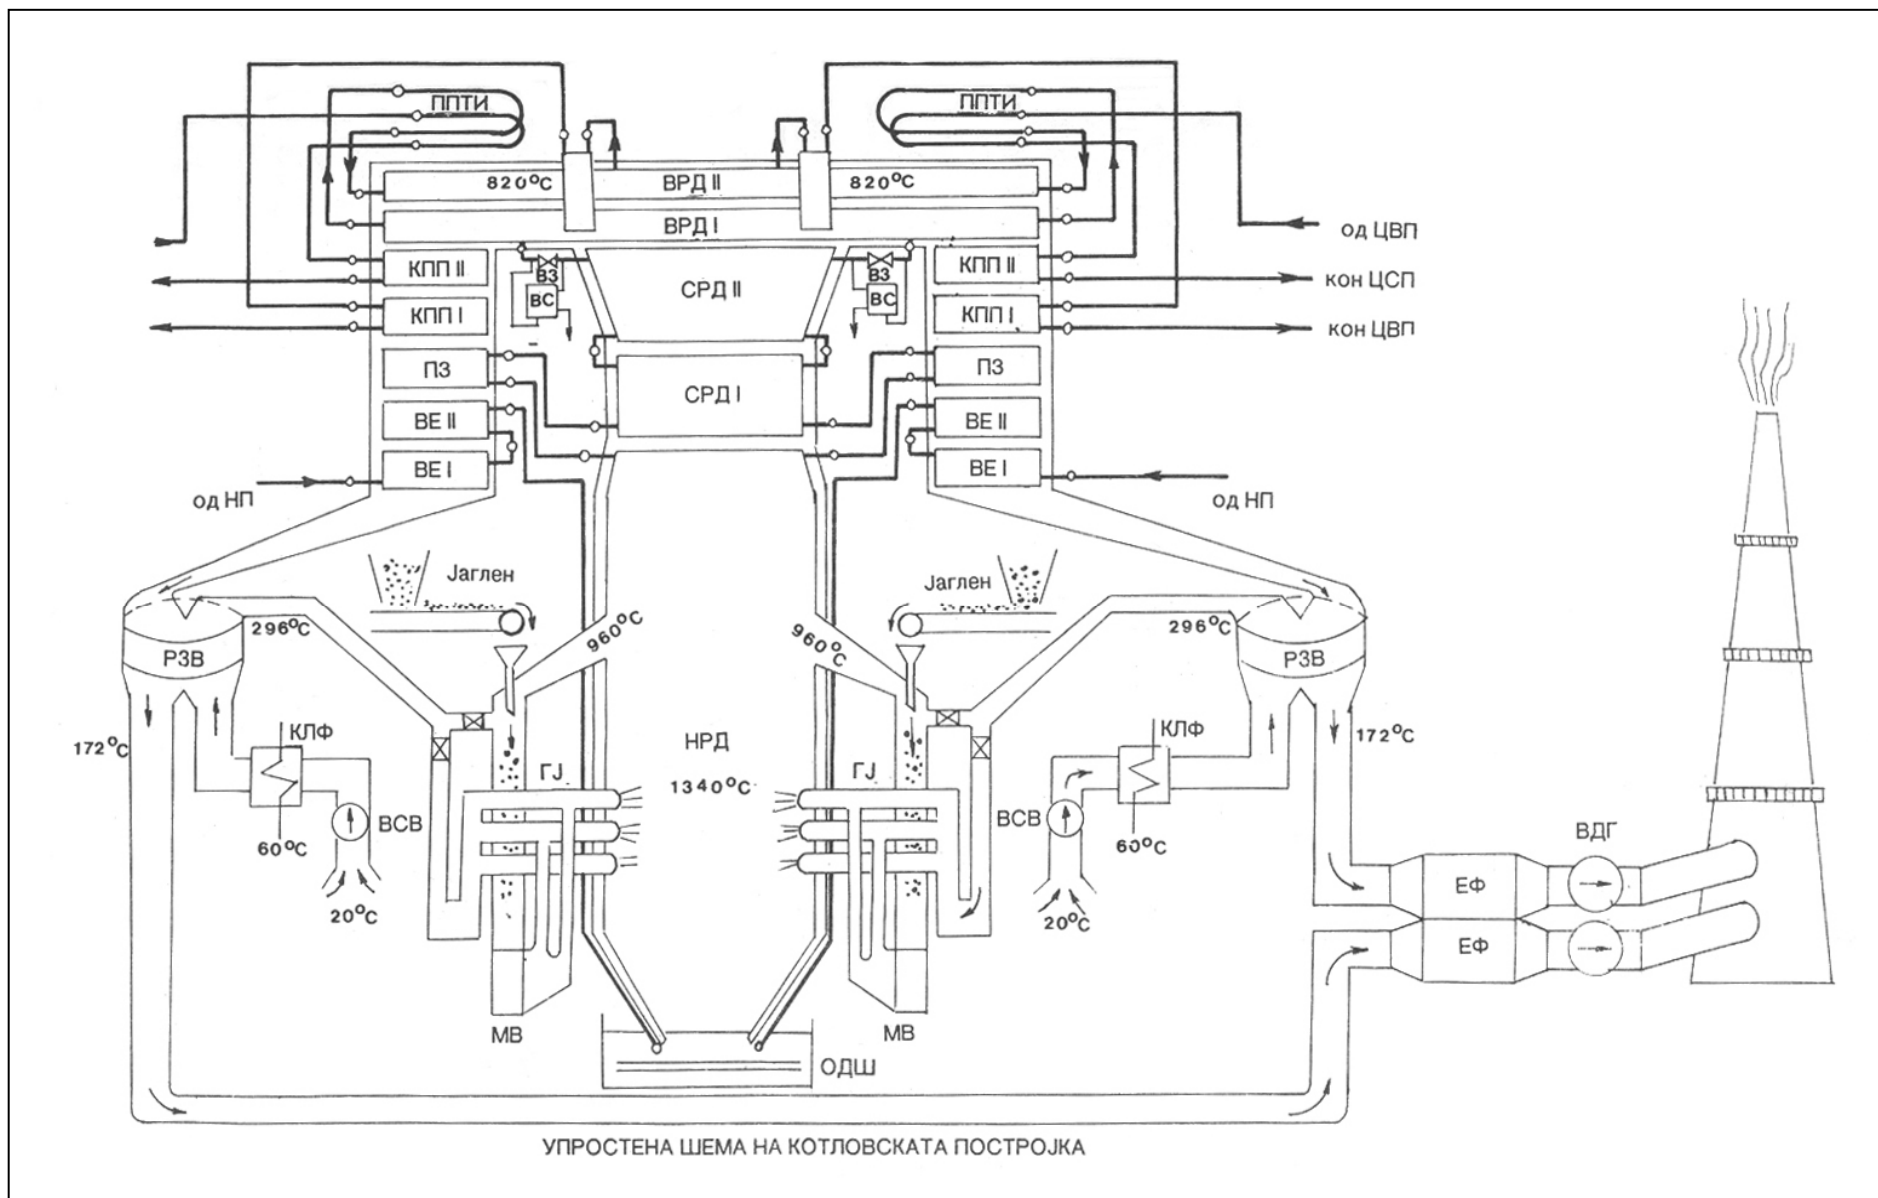 ППТИ
ППТИ
820°C
ВРД II
820°C
ВРД I
од ЦВП
КПП II
ВЗ
СРД II
ВЗ
КПП II
кон ЦСП
ВС
ВС
КПП I
КПП I
кон ЦВП
ПЗ
СРД I
ПЗ
ВЕ II
ВЕ II
ВЕ I
ВЕ I
од НП
од НП
Јаглен
Јаглен
296°C
960°C
960°C
296°C
РЗВ
РЗВ
172°C
КЛФ
НРД
КЛФ
172°C
ГЈ
1340°C
ГЈ
ВСВ
ВСВ
ВДГ
60°C
60°C
ЕФ
20°C
20°C
ЕФ
МВ
МВ
ОДШ
УПРОСТЕНА ШЕМА НА КОТЛОВСКАТА ПОСТРОЈКА